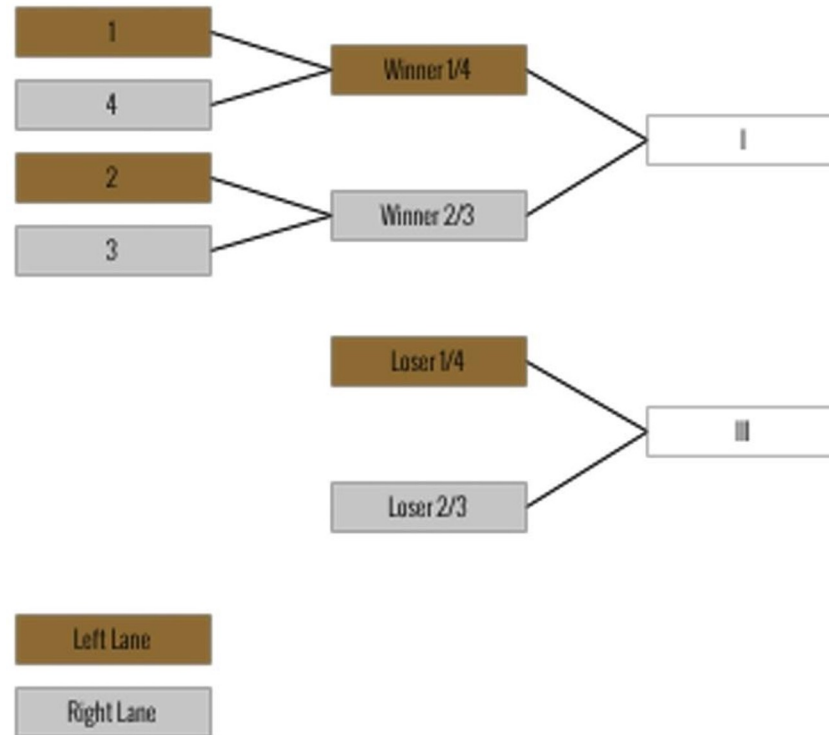 1
4
2
3
Winner 1/4
Winner 2/3
I
Loser 1/4
Loser 2/3
III
Left Lane
Right Lane